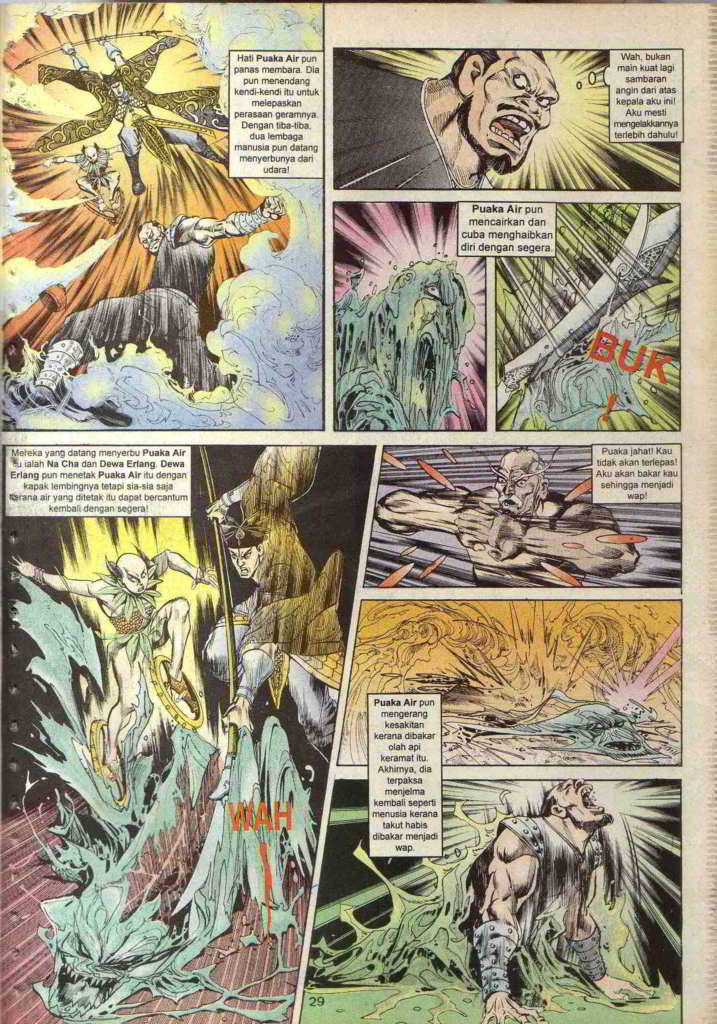 Hati Puaka Air pun
panas membara. Dia
pun menendang
kendi-kendi itu untuk
melepaskan
perasaan geramnya.
Dengan tiba-tiba,
dua lembaga
manusia pun datang
menyerbunya dari
udara!
Wah, bukan
main kuat lagi
sambaran
angin dari atas
kepala aku ini!
Aku mesti
mengelakkannya
terlebih dahulu!
Puaka Air pun
mencairkan dan
cuba menghaibkan
diri dengan segera.
BUK
!
Mereka yang datang menyerbu Puaka Air
itu ialah Na Cha dan Dewa Erlang. Dewa
Erlang pun menetak Puaka Air itu dengan
kapak lembingnya tetapi sia-sia saja
kerana air yang ditetak itu dapat bercantum
kembali dengan segera!
WAH
!
Puaka jahat! Kau
tidak akan terlepas!
Aku akan bakar kau
sehingga menjadi
wap!
Puaka Air pun
mengerang
kesakitan
kerana dibakar
olah api
keramat itu.
Akhirnya, dia
terpaksa
menjelma
kembali seperti
menusia kerana
takut habis
dibakar menjadi
wap.
29